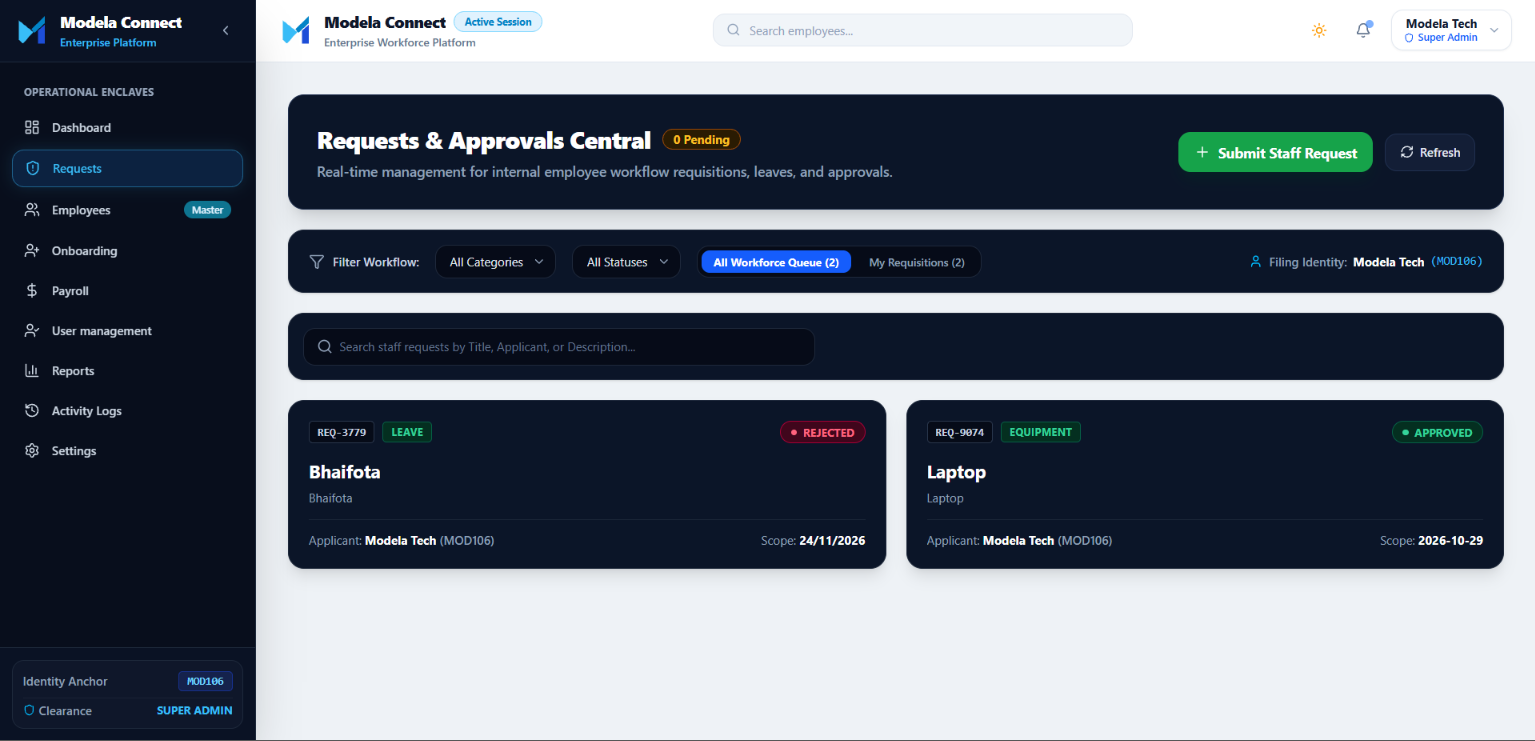 Modela Connect
Enterprise Platform
OPERATIONAL ENCLAVES
Dashboard
Requests
Employees Master
Onboarding
Payroll
User management
Reports
Activity Logs
Settings
Identity Anchor MOD106
Clearance SUPER ADMIN
Modela Connect Active Session
Enterprise Workforce Platform
Search employees...
Modela Tech
Super Admin
Requests & Approvals Central 0 Pending
Real-time management for internal employee workflow requisitions, leaves, and approvals.
+ Submit Staff Request
Refresh
Filter Workflow: All Categories All Statuses All Workforce Queue (2) My Requisitions (2) Filing Identity: Modela Tech (MOD106)
Search staff requests by Title, Applicant, or Description...
REQ-3779 LEAVE REJECTED
Bhaifota
Bhaifota
Applicant: Modela Tech (MOD106) Scope: 24/11/2026
REQ-9074 EQUIPMENT APPROVED
Laptop
Laptop
Applicant: Modela Tech (MOD106) Scope: 2026-10-29